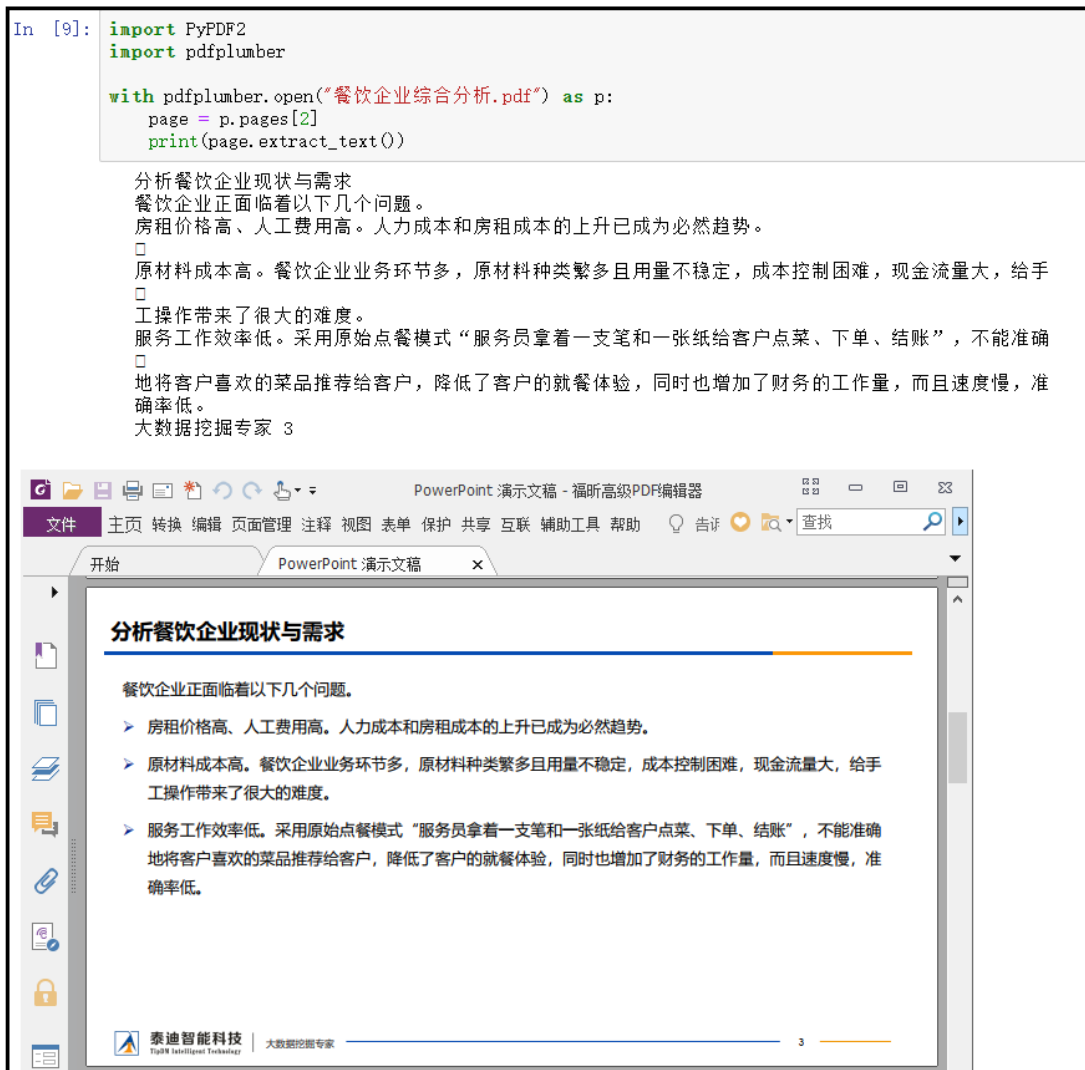 In [9]: import PyPDF2
import pdfplumber
with pdfplumber.open("餐饮企业综合分析.pdf") as p:
page = p.pages[2]
print(page.extract_text())
分析餐饮企业现状与需求
餐饮企业正面临着以下几个问题。
房租价格高、人工费用高。人力成本和房租成本的上升已成为必然趋势。
□
原材料成本高。餐饮企业业务环节多，原材料种类繁多且用量不稳定，成本控制困难，现金流量大，给手
□
工操作带来了很大的难度。
服务工作效率低。采用原始点餐模式“服务员拿着一支笔和一张纸给客户点菜、下单、结账”，不能准确
□
地将客户喜欢的菜品推荐给客户，降低了客户的就餐体验，同时也增加了财务的工作量，而且速度慢，准
确率低。
大数据挖掘专家 3
PowerPoint 演示文稿 - 福昕高级PDF编辑器
文件 主页 转换 编辑 页面管理 注释 视图 表单 保护 共享 互联 辅助工具 帮助 告诉 查找
开始 PowerPoint 演示文稿 ×
分析餐饮企业现状与需求
餐饮企业正面临着以下几个问题。
➢ 房租价格高、人工费用高。人力成本和房租成本的上升已成为必然趋势。
➢ 原材料成本高。餐饮企业业务环节多，原材料种类繁多且用量不稳定，成本控制困难，现金流量大，给手
工操作带来了很大的难度。
➢ 服务工作效率低。采用原始点餐模式“服务员拿着一支笔和一张纸给客户点菜、下单、结账”，不能准确
地将客户喜欢的菜品推荐给客户，降低了客户的就餐体验，同时也增加了财务的工作量，而且速度慢，准
确率低。
泰迪智能科技 大数据挖掘专家 3
TipDM Intelligent Technology